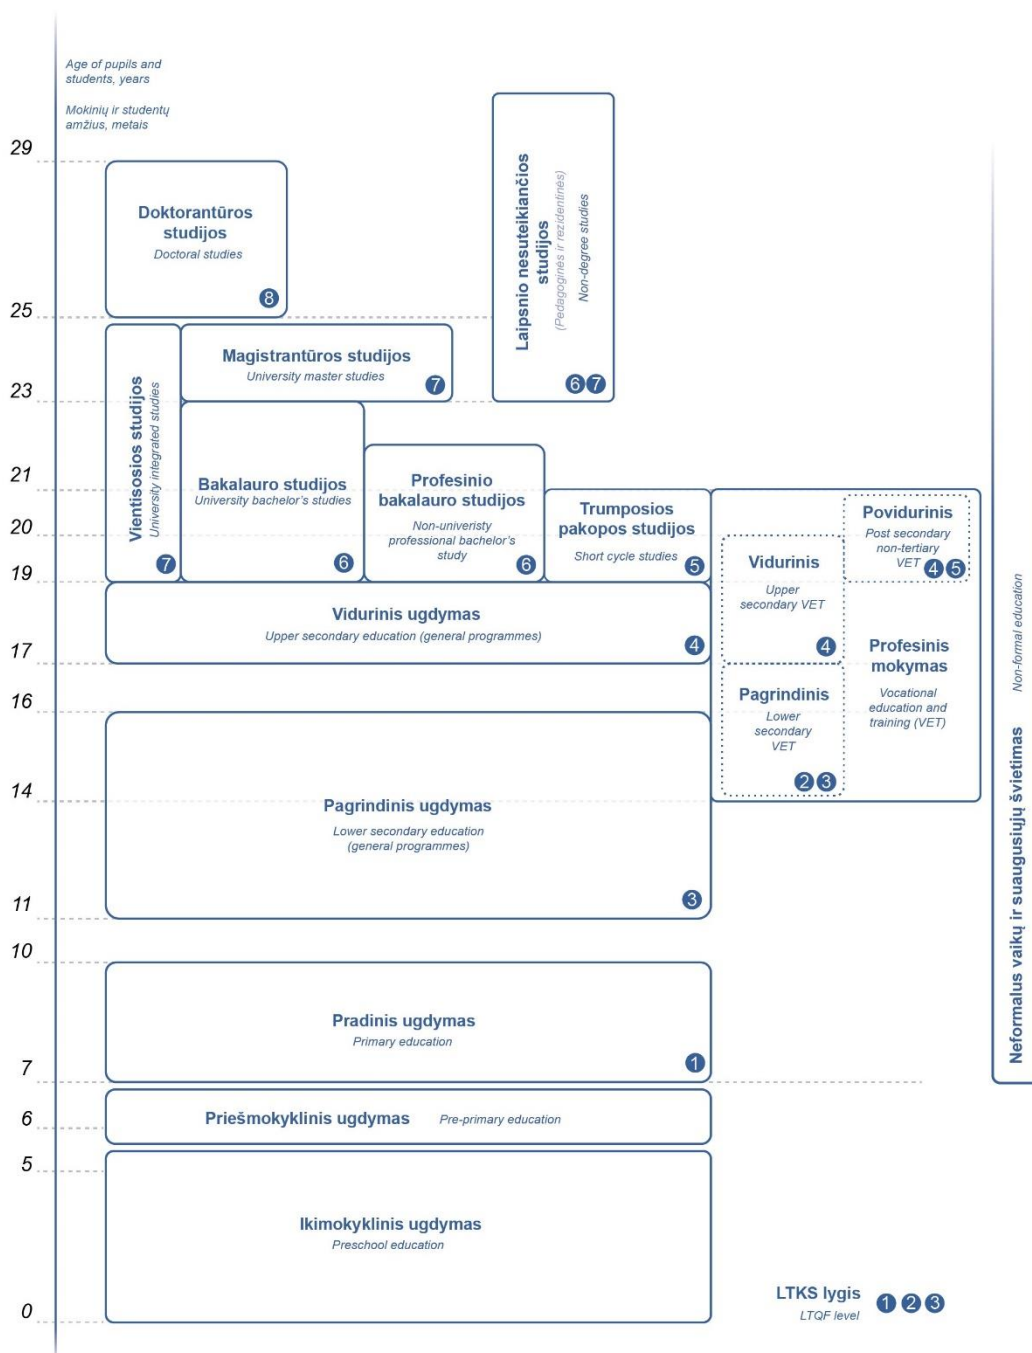 Age of pupils and
students, years
Mokinių ir studentų
amžius, metais
29
Doktorantūros
studijos
Doctoral studies
8
Laipsnio nesuteikiančios
studijos
(Pedagoginės ir rezidentinės)
Non-degree studies
6 7
25
Vientisosios studijos
University integrated studies
7
Magistrantūros studijos
University master studies
7
23
Bakalauro studijos
University bachelor's studies
6
Profesinio
bakalauro studijos
Non-univeristy
professional bachelor's
study
6
21
Trumposios
pakopos studijos
Short cycle studies
5
20
Povidurinis
Post secondary
non-tertiary
VET
4 5
Vidurinis
Upper
secondary VET
4
19
Vidurinis ugdymas
Upper secondary education (general programmes)
4
17
Profesinis
mokymas
Vocational
education and
training (VET)
Pagrindinis
Lower
secondary
VET
2 3
16
14
Pagrindinis ugdymas
Lower secondary education
(general programmes)
3
11
10
Pradinis ugdymas
Primary education
1
7
Neformalus vaikų ir suaugusiųjų švietimas
Non-formal education
6
Priešmokyklinis ugdymas Pre-primary education
5
Ikimokyklinis ugdymas
Preschool education
0
LTKS lygis 1 2 3
LTQF level